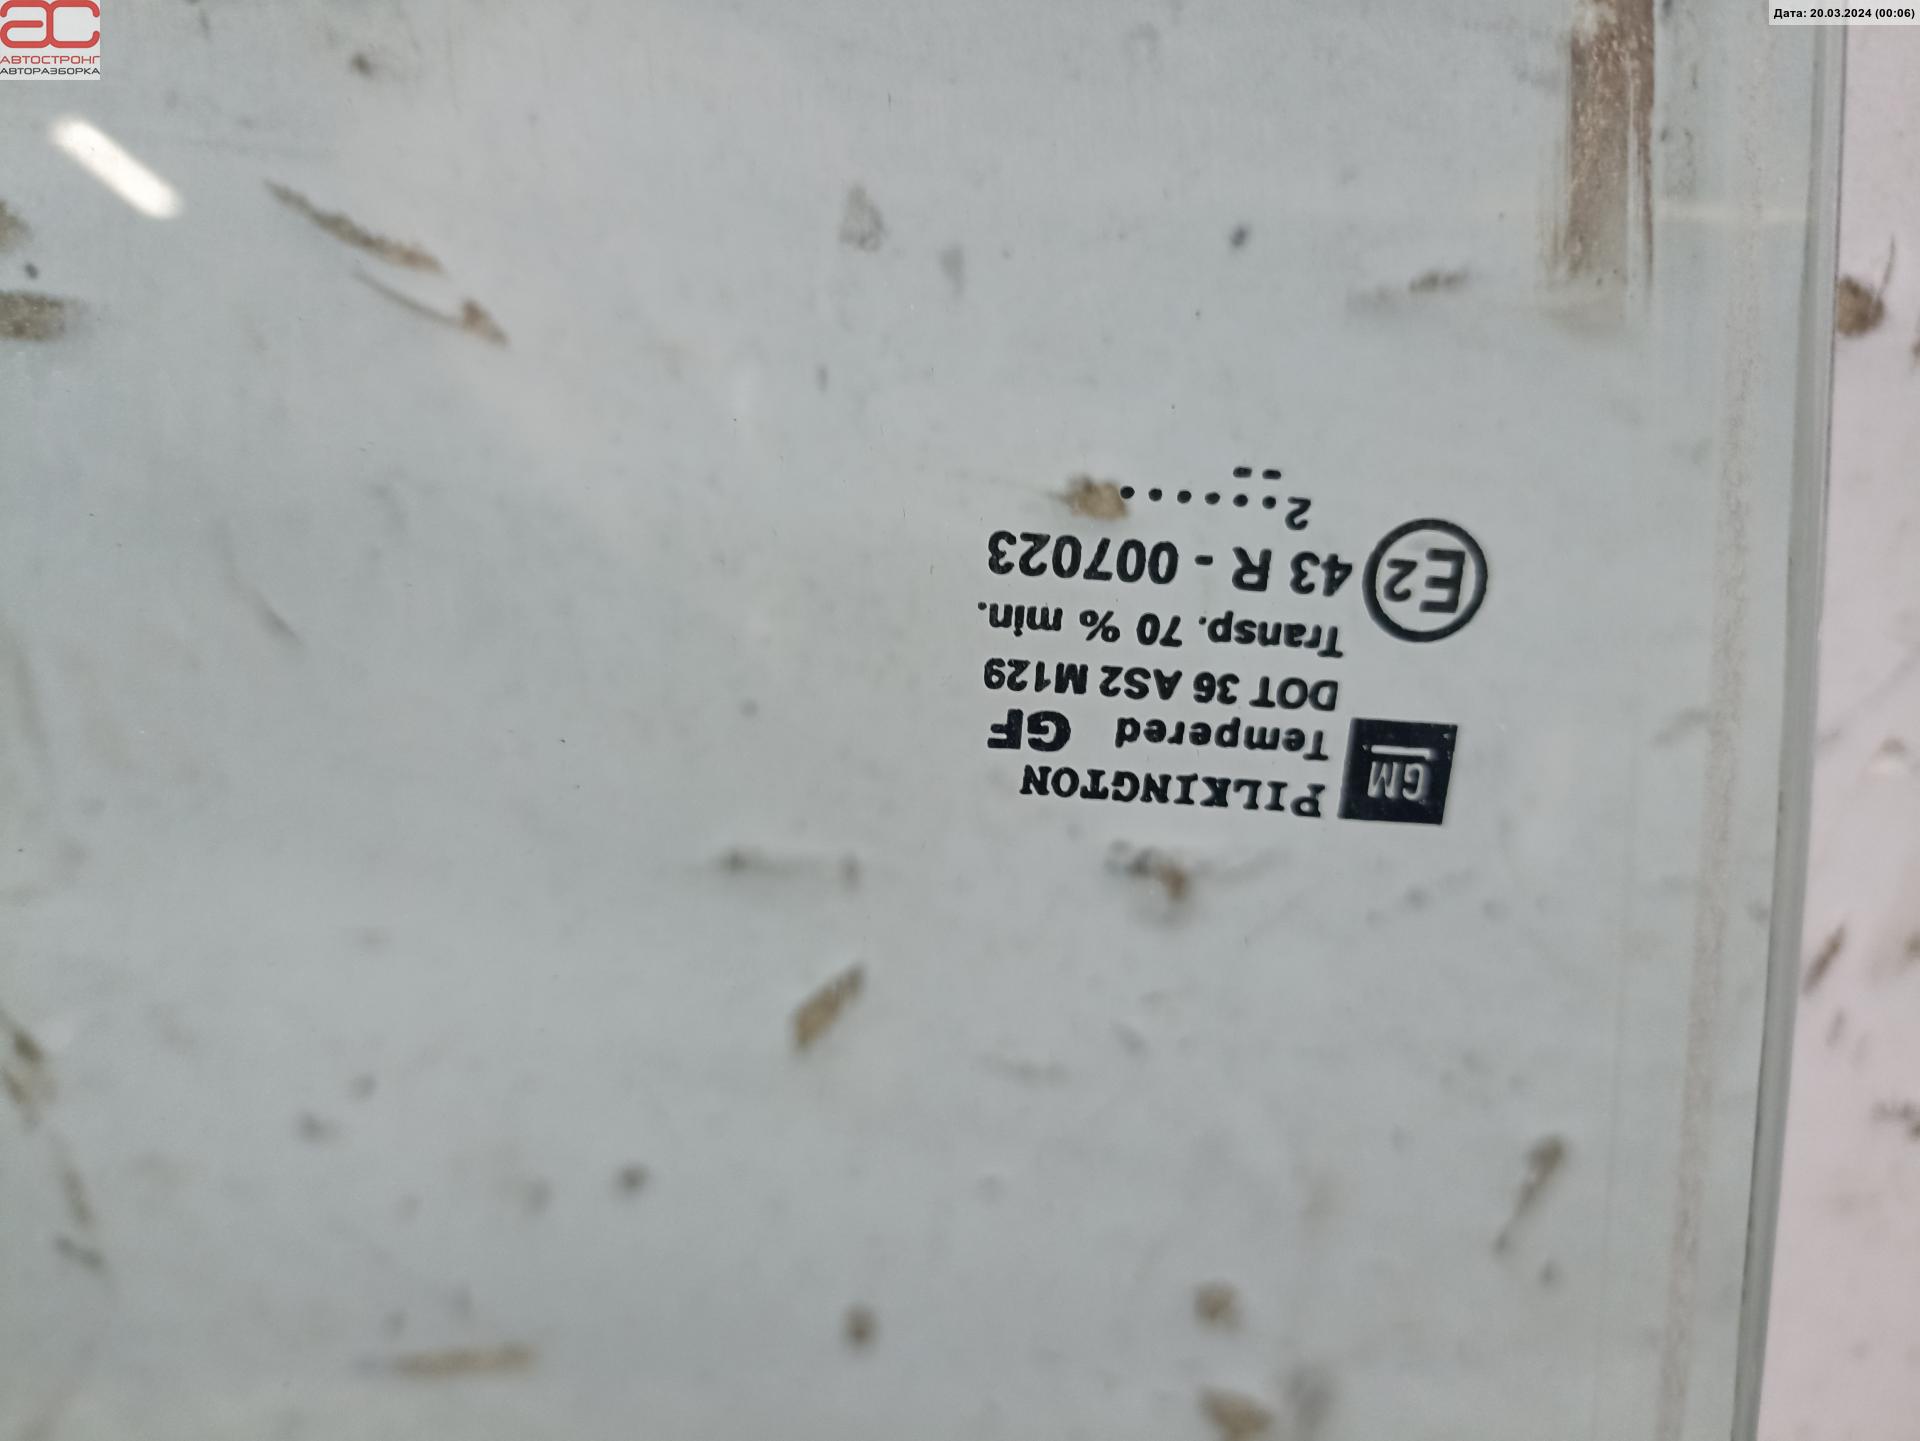 АС
АВТОСТРОНГ
АВТОРАЗБОРКА
Дата: 20.03.2024 (00:06)
GM
PILKINGTON
Tempered GF
DOT 36 AS2 M129
Transp. 70 % min.
E2 43 R - 007023
2.......
--